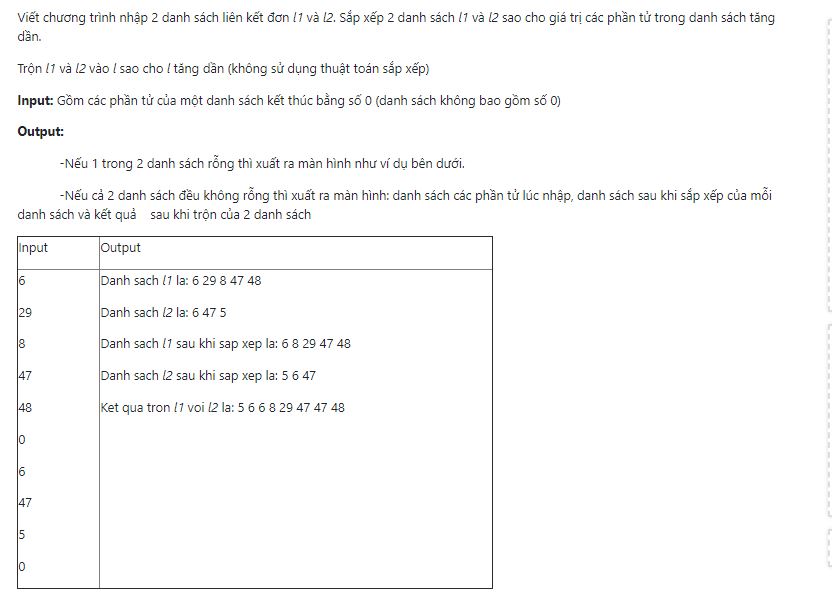 Viết chương trình nhập 2 danh sách liên kết đơn l1 và l2. Sắp xếp 2 danh sách l1 và l2 sao cho giá trị các phần tử trong danh sách tăng
dần.
Trộn l1 và l2 vào l sao cho l tăng dần (không sử dụng thuật toán sắp xếp)
Input: Gồm các phần tử của một danh sách kết thúc bằng số 0 (danh sách không bao gồm số 0)
Output:
-Nếu 1 trong 2 danh sách rỗng thì xuất ra màn hình như ví dụ bên dưới.
-Nếu cả 2 danh sách đều không rỗng thì xuất ra màn hình: danh sách các phần tử lúc nhập, danh sách sau khi sắp xếp của mỗi
danh sách và kết quả sau khi trộn của 2 danh sách
Input Output
6 Danh sach l1 la: 6 29 8 47 48
29 Danh sach l2 la: 6 47 5
8 Danh sach l1 sau khi sap xep la: 6 8 29 47 48
47 Danh sach l2 sau khi sap xep la: 5 6 47
48 Ket qua tron l1 voi l2 la: 5 6 6 8 29 47 47 48
0
6
47
5
0